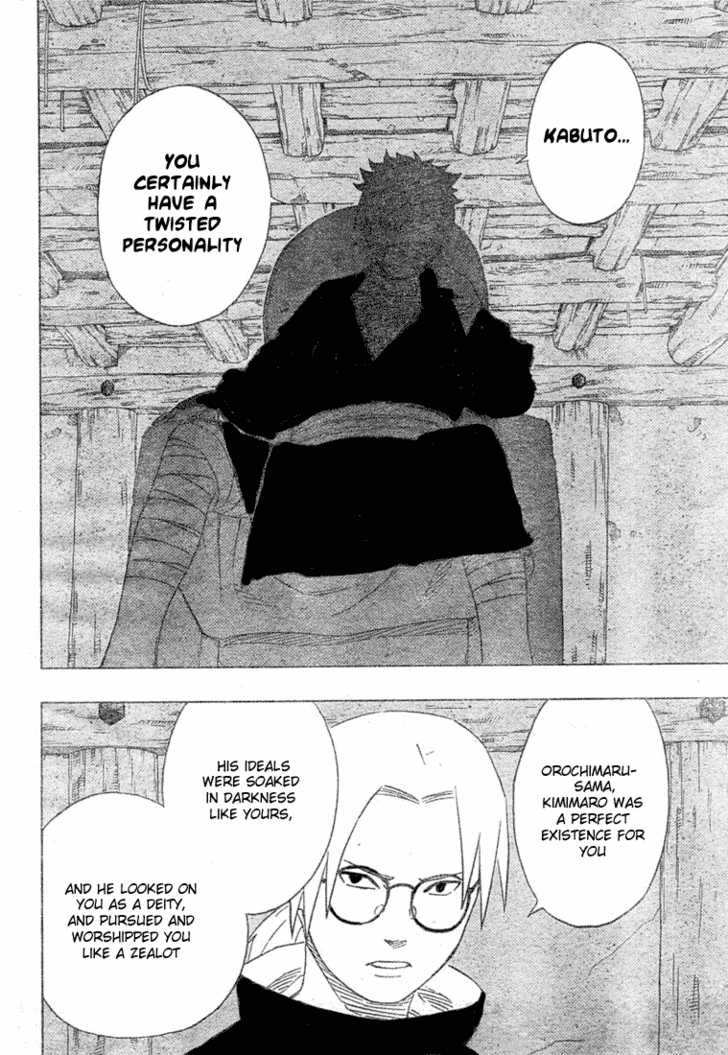 KABUTO...
YOU
CERTAINLY
HAVE A
TWISTED
PERSONALITY
OROCHIMARU-
SAMA,
KIMIMARO WAS
A PERFECT
EXISTENCE FOR
YOU
HIS IDEALS
WERE SOAKED
IN DARKNESS
LIKE YOURS,
AND HE LOOKED ON
YOU AS A DEITY,
AND PURSUED AND
WORSHIPPED YOU
LIKE A ZEALOT